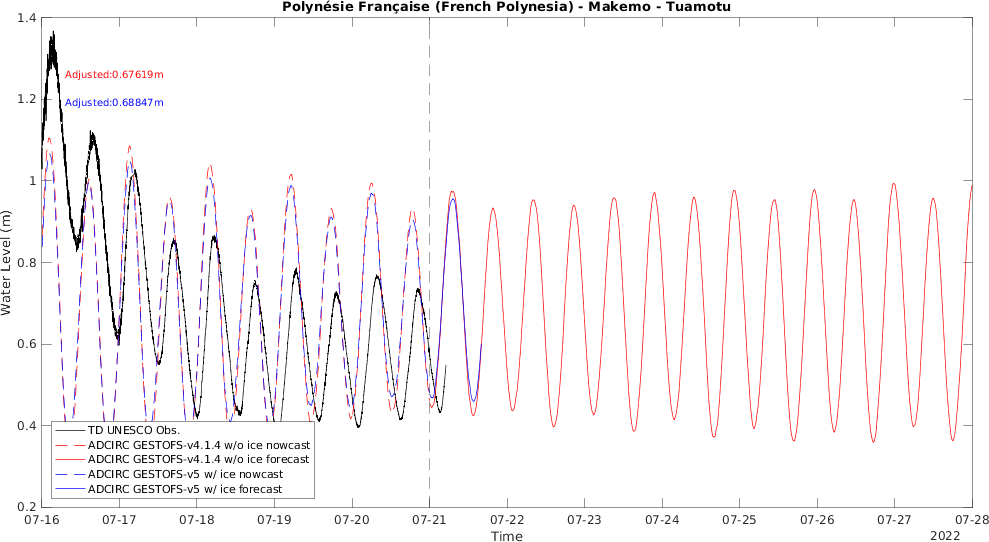 Polynésie Française (French Polynesia) - Makemo - Tuamotu
1.4
1.2
1
0.8
0.6
0.4
0.2
Water Level (m)
Adjusted:0.67619m
Adjusted:0.68847m
TD UNESCO Obs.
ADCIRC GESTOFS-v4.1.4 w/o ice nowcast
ADCIRC GESTOFS-v4.1.4 w/o ice forecast
ADCIRC GESTOFS-v5 w/ ice nowcast
ADCIRC GESTOFS-v5 w/ ice forecast
07-16 07-17 07-18 07-19 07-20 07-21 07-22 07-23 07-24 07-25 07-26 07-27 07-28
Time
2022